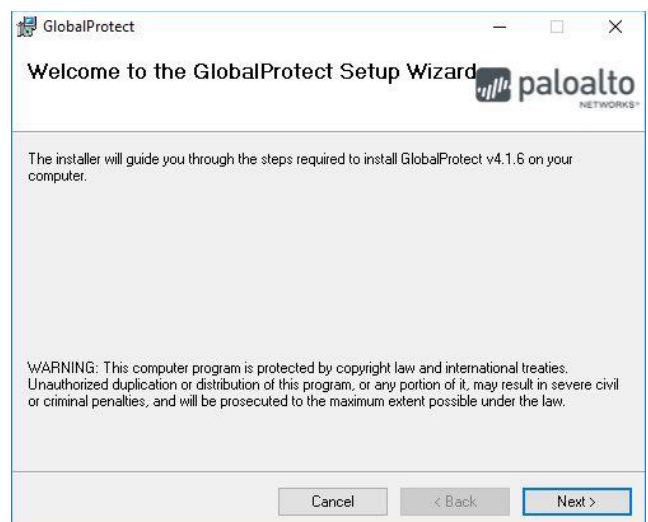 GlobalProtect
Welcome to the GlobalProtect Setup Wizard
paloalto
NETWORKS
The installer will guide you through the steps required to install GlobalProtect v4.1.6 on your
computer.
WARNING: This computer program is protected by copyright law and international treaties.
Unauthorized duplication or distribution of this program, or any portion of it, may result in severe civil
or criminal penalties, and will be prosecuted to the maximum extent possible under the law.
Cancel
< Back
Next >